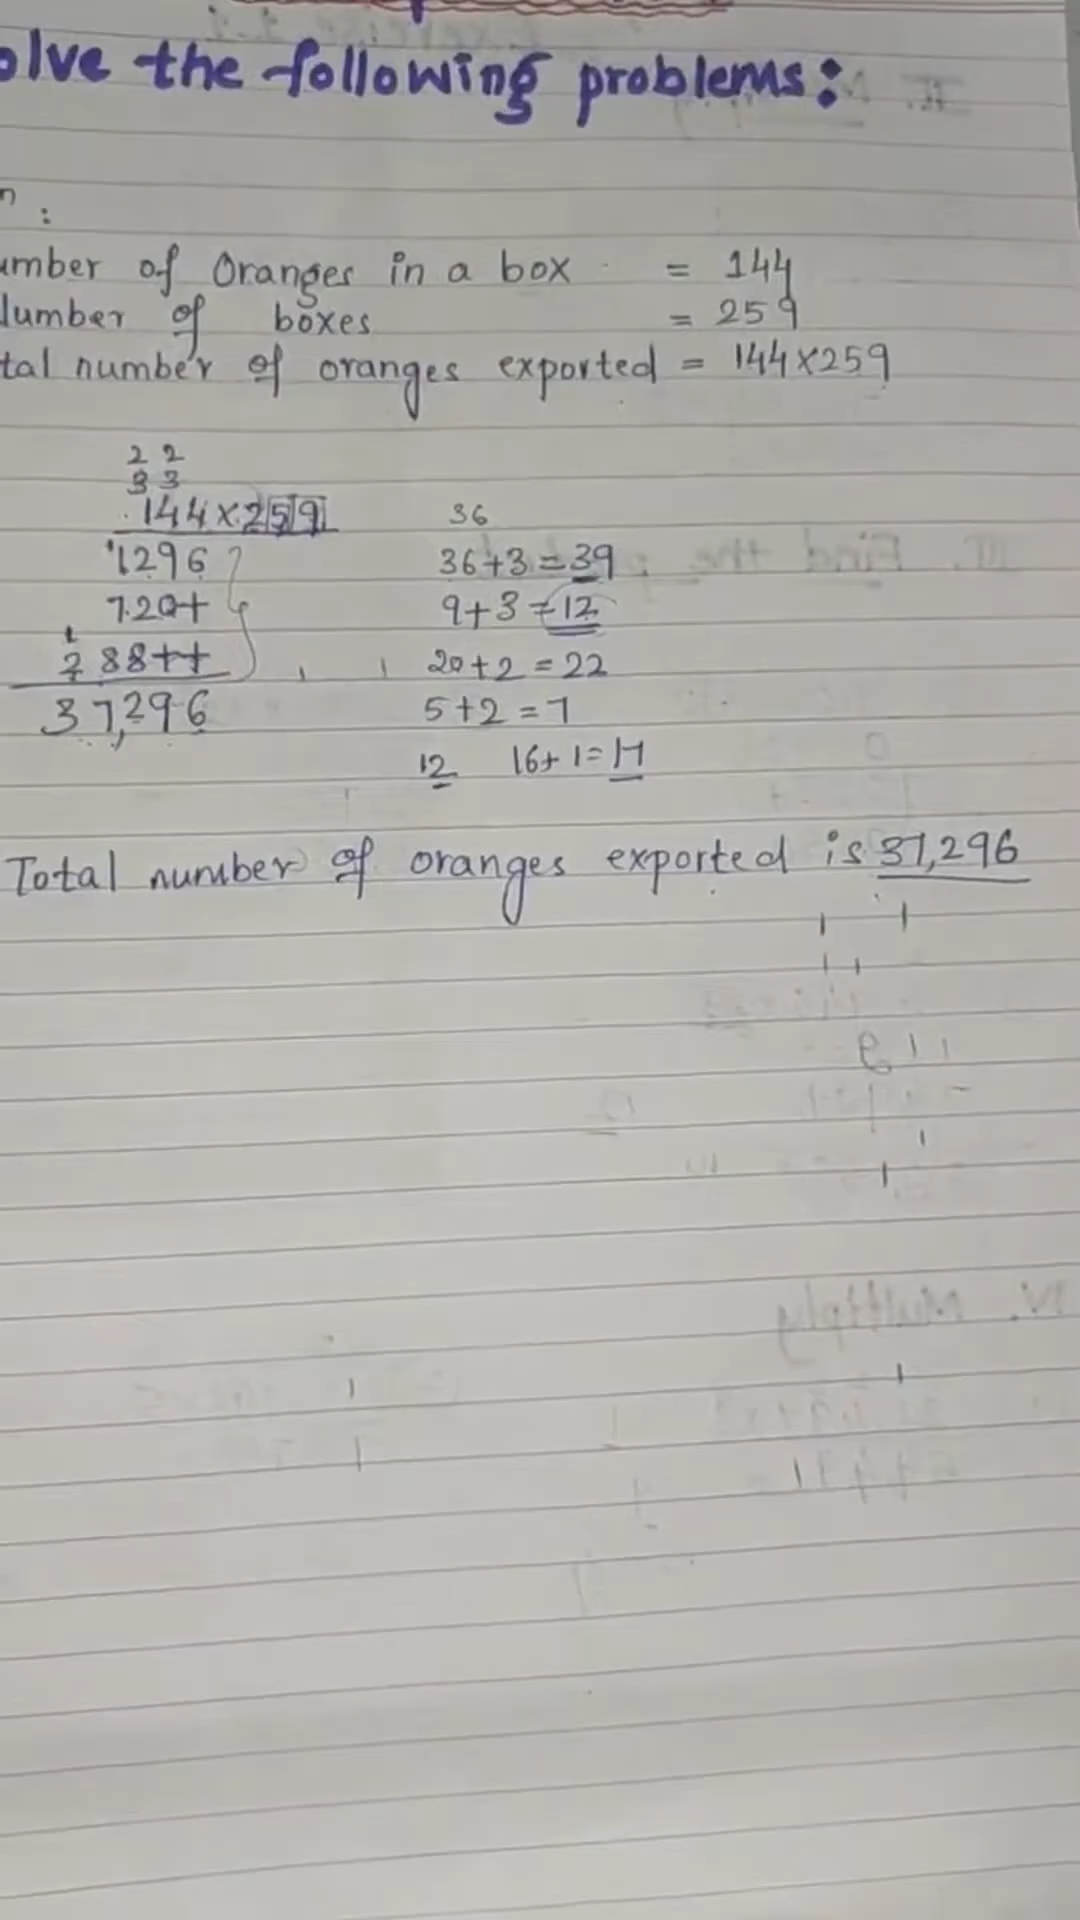 olve the following problems:
n :
umber of Oranges in a box = 144
Number of boxes = 259
tal number of oranges exported = 144×259
2 2
3 3
144×259
36
1296
36+3=39
720+
9+3=12
1
288++
20+2=22
37,296
5+2=7
12 16+1=17
Total number of oranges exported is 37,296